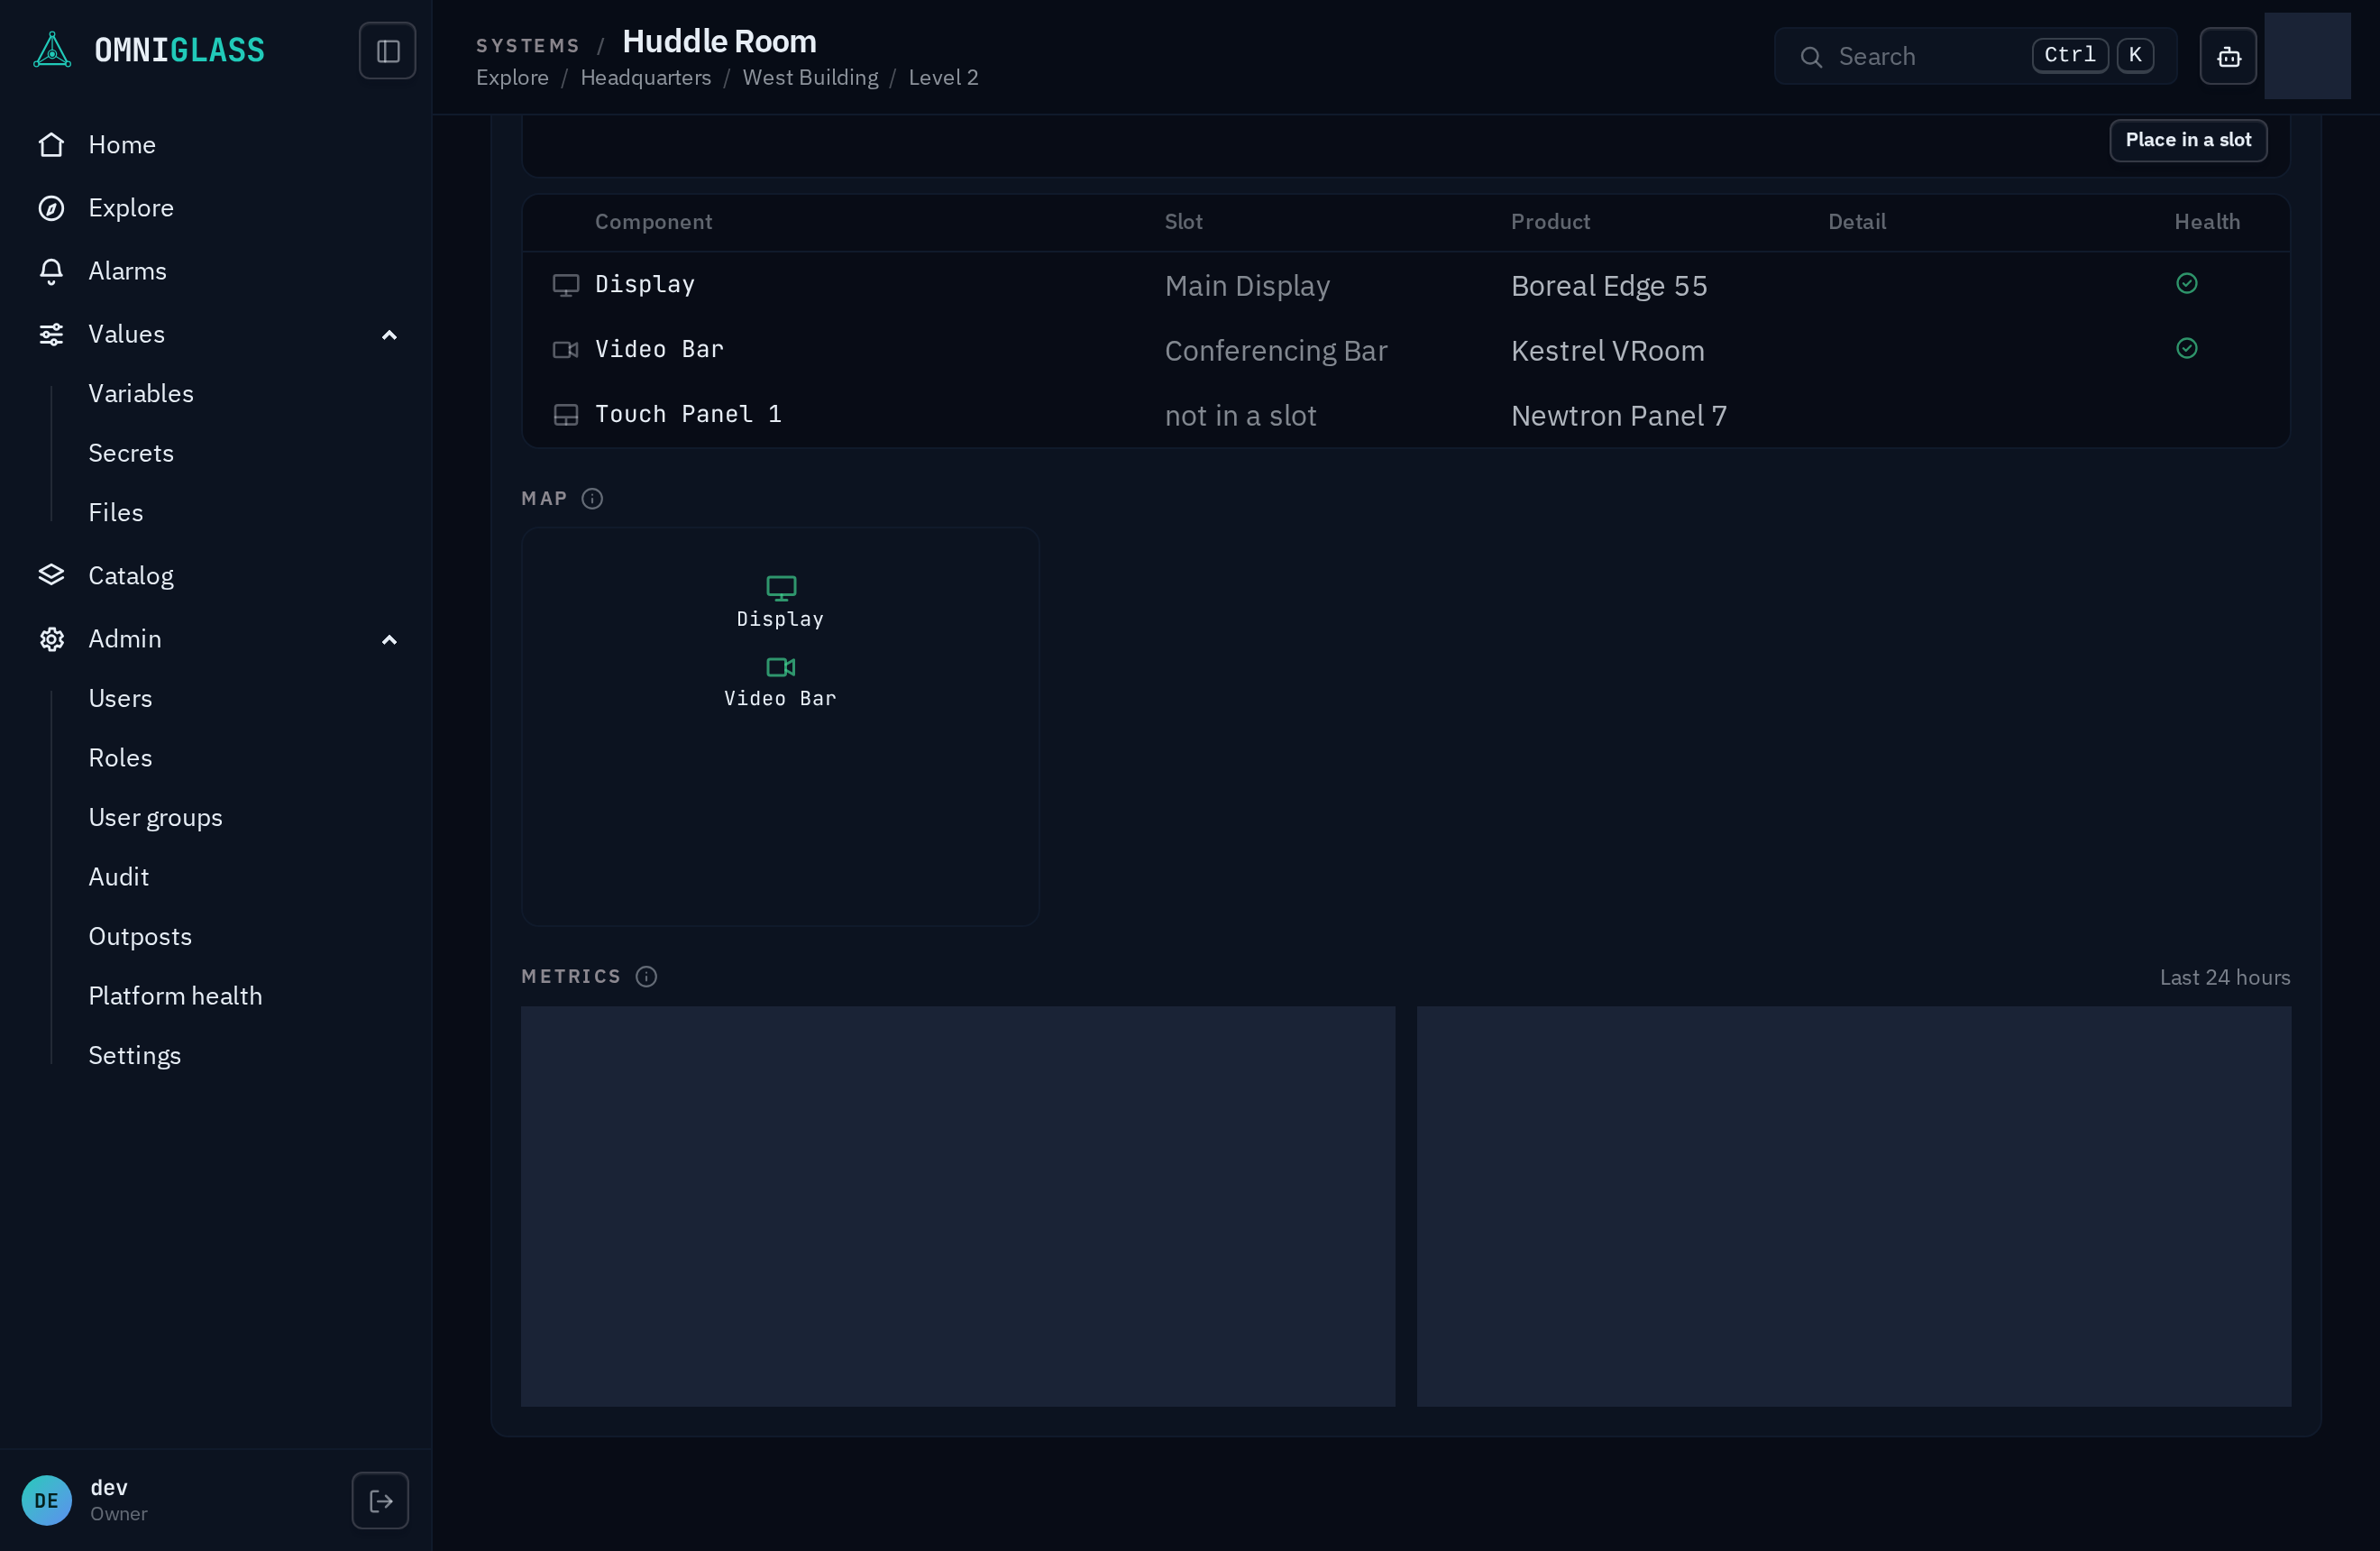 OMNIGLASS
Home
Explore
Alarms
Values
Variables
Secrets
Files
Catalog
Admin
Users
Roles
User groups
Audit
Outposts
Platform health
Settings
DE
dev
Owner
SYSTEMS / Huddle Room
Explore / Headquarters / West Building / Level 2
Search Ctrl K
Place in a slot
Component Slot Product Detail Health
Display Main Display Boreal Edge 55
Video Bar Conferencing Bar Kestrel VRoom
Touch Panel 1 not in a slot Newtron Panel 7
MAP
Display
Video Bar
METRICS Last 24 hours